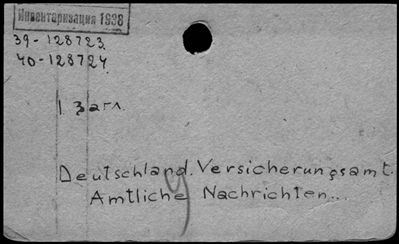 Инвентаризация 1938
39-128723
40-128724
1 загл.
Deutschland. Versicherungsamt.
Amtliche Nachrichten...